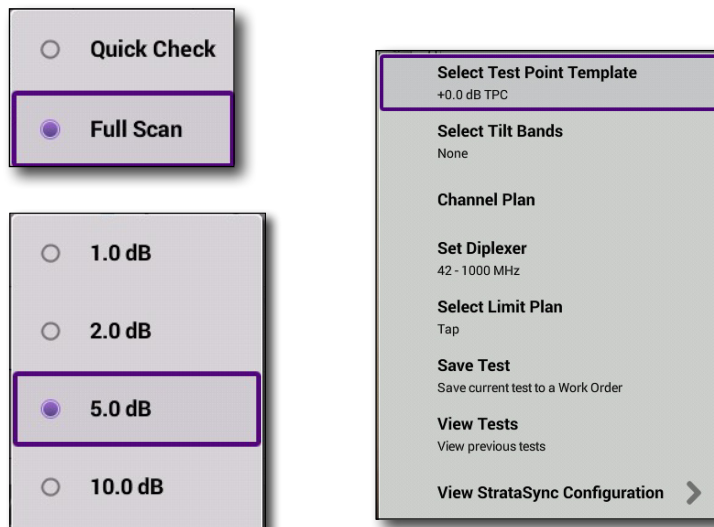 Quick Check
Full Scan
1.0 dB
2.0 dB
5.0 dB
10.0 dB
Select Test Point Template
+0.0 dB TPC
Select Tilt Bands
None
Channel Plan
Set Diplexer
42 - 1000 MHz
Select Limit Plan
Tap
Save Test
Save current test to a Work Order
View Tests
View previous tests
View StrataSync Configuration